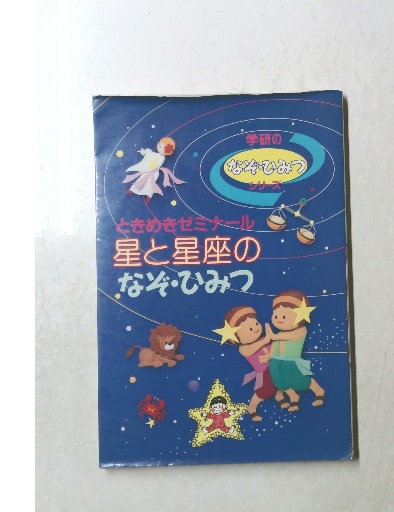 学研の
なぞ・ひみつ
シリーズ
ときめきゼミナール
星と星座の
なぞ・ひみつ